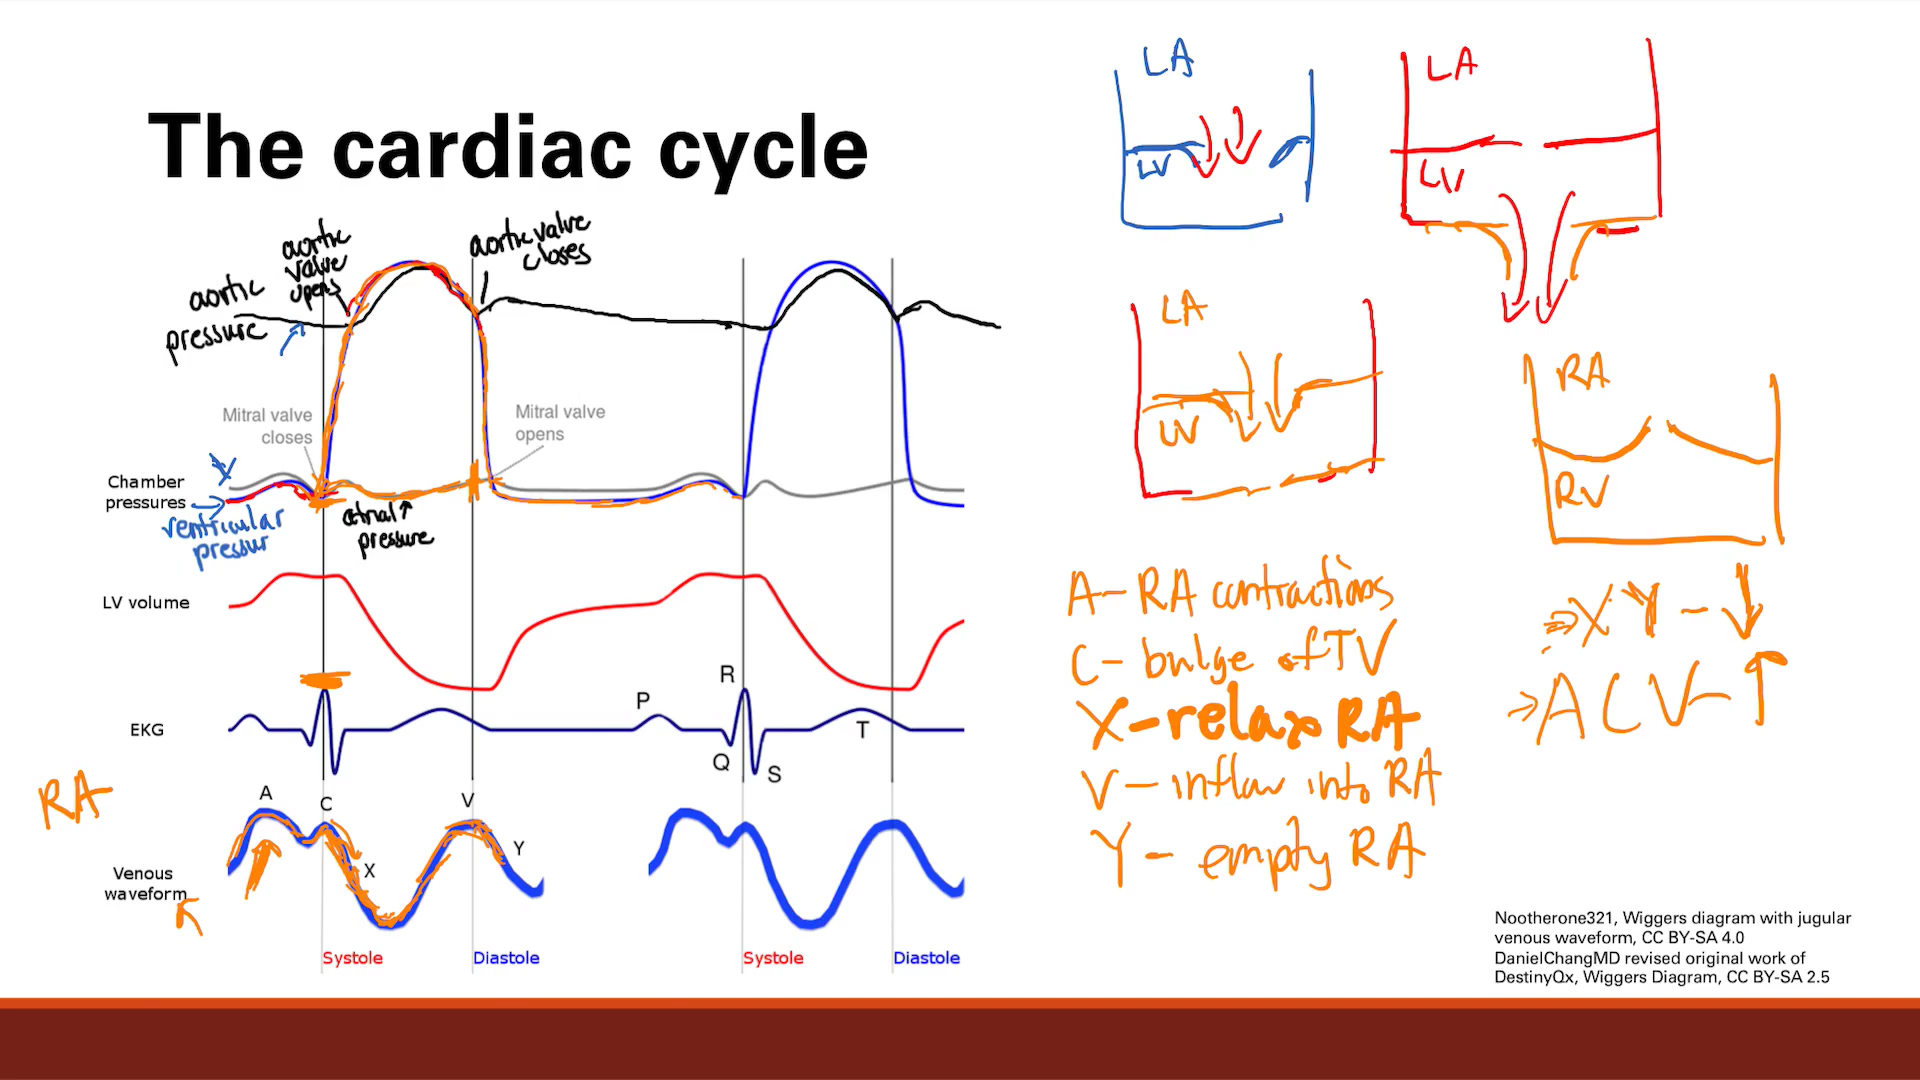 The cardiac cycle
aortic
valve
opens
aortic valve
closes
aortic
pressure
Mitral valve
closes
Mitral valve
opens
Chamber
pressures
ventricular
pressur
atrial
pressure
LV volume
R
P
EKG
T
Q
S
RA
A
C
V
Y
X
Venous
waveform
Systole
Diastole
Systole
Diastole
LA
LV
LA
LV
LA
LV
RA
RV
A - RA contractions
C - bulge of TV
X - relax RA
V - inflow into RA
Y - empty RA
X Y -
A C V -
Nootherone321, Wiggers diagram with jugular
venous waveform, CC BY-SA 4.0
DanielChangMD revised original work of
DestinyQx, Wiggers Diagram, CC BY-SA 2.5